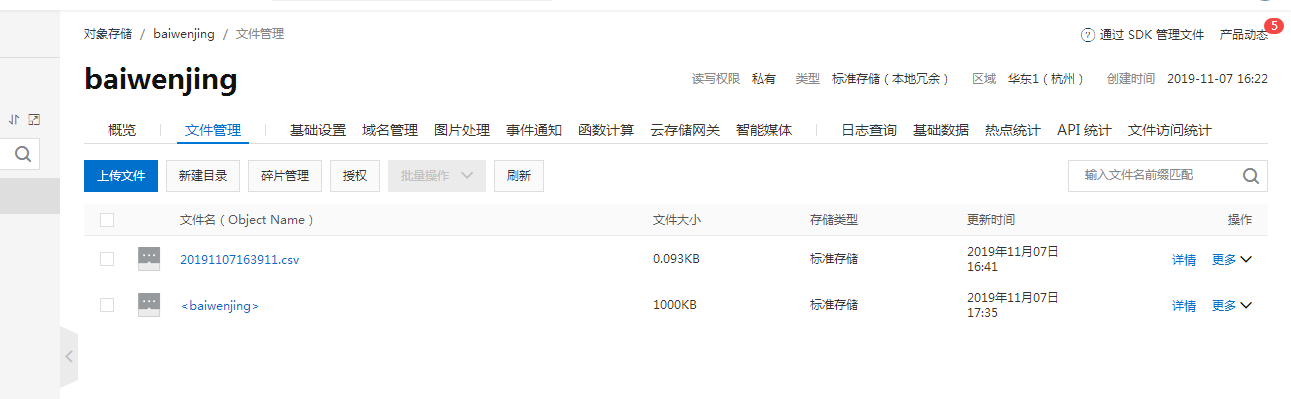 对象存储 / baiwenjing / 文件管理
通过 SDK 管理文件 产品动态 5
baiwenjing
读写权限 私有 类型 标准存储（本地冗余） 区域 华东1（杭州） 创建时间 2019-11-07 16:22
概览 文件管理 基础设置 域名管理 图片处理 事件通知 函数计算 云存储网关 智能媒体 日志查询 基础数据 热点统计 API 统计 文件访问统计
上传文件 新建目录 碎片管理 授权 批量操作 刷新 输入文件名前缀匹配
文件名（Object Name） 文件大小 存储类型 更新时间 操作
20191107163911.csv 0.093KB 标准存储 2019年11月07日 详情 更多
16:41
<baiwenjing> 1000KB 标准存储 2019年11月07日 详情 更多
17:35